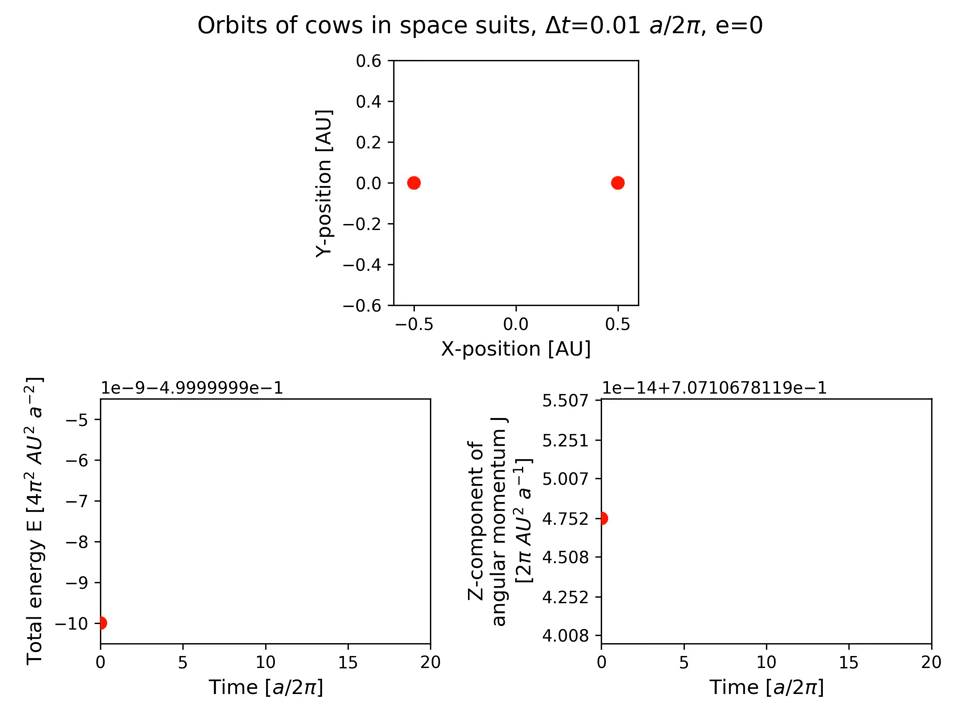 Orbits of cows in space suits, Δt=0.01 a/2π, e=0
0.6
0.4
0.2
0.0
−0.2
−0.4
−0.6
Y-position [AU]
−0.5 0.0 0.5
X-position [AU]
1e−9−4.9999999e−1
−5
−6
−7
−8
−9
−10
Total energy E [4π² AU² a⁻²]
0 5 10 15 20
Time [a/2π]
1e−14+7.0710678119e−1
5.507
5.251
5.007
4.752
4.508
4.252
4.008
Z-component of
angular momentum J
[2π AU² a⁻¹]
0 5 10 15 20
Time [a/2π]